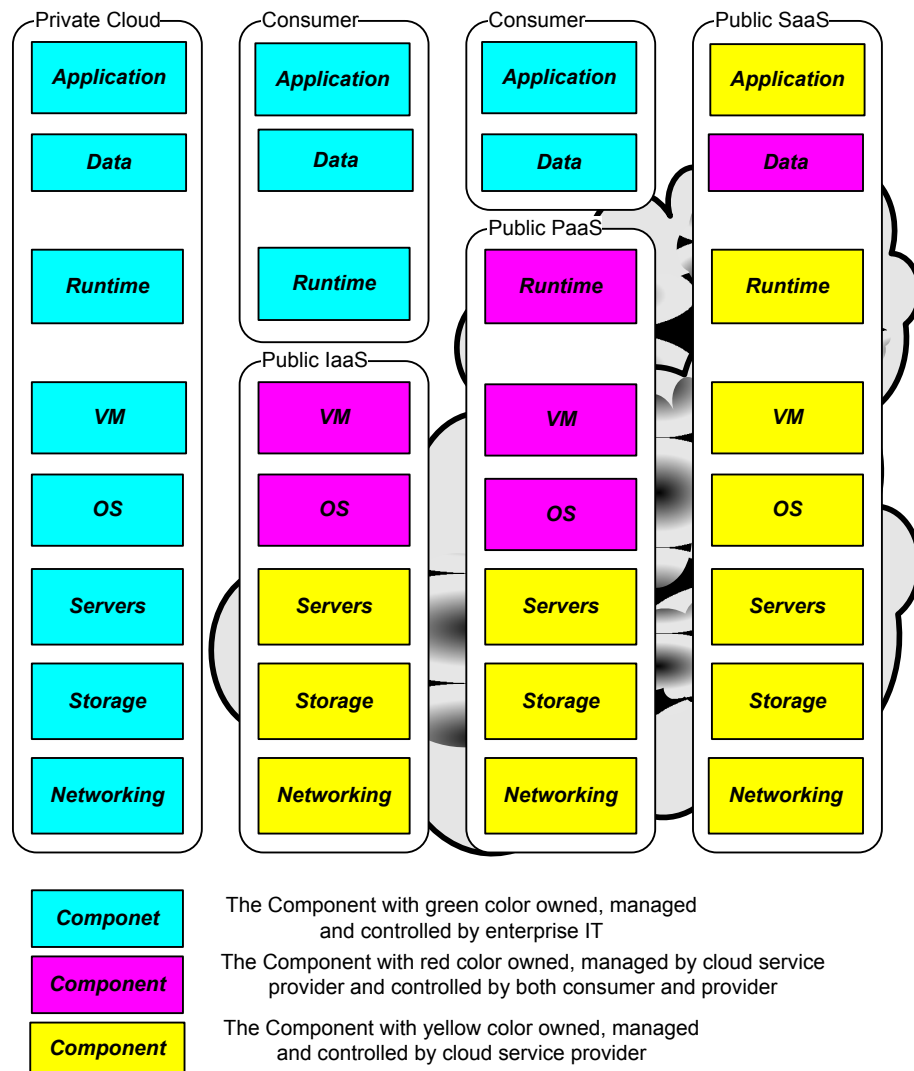 Private Cloud
Application
Data
Runtime
VM
OS
Servers
Storage
Networking
Consumer
Application
Data
Runtime
Public IaaS
VM
OS
Servers
Storage
Networking
Consumer
Application
Data
Public PaaS
Runtime
VM
OS
Servers
Storage
Networking
Public SaaS
Application
Data
Runtime
VM
OS
Servers
Storage
Networking
Componet
The Component with green color owned, managed
and controlled by enterprise IT
Component
The Component with red color owned, managed by cloud service
provider and controlled by both consumer and provider
Component
The Component with yellow color owned, managed
and controlled by cloud service provider